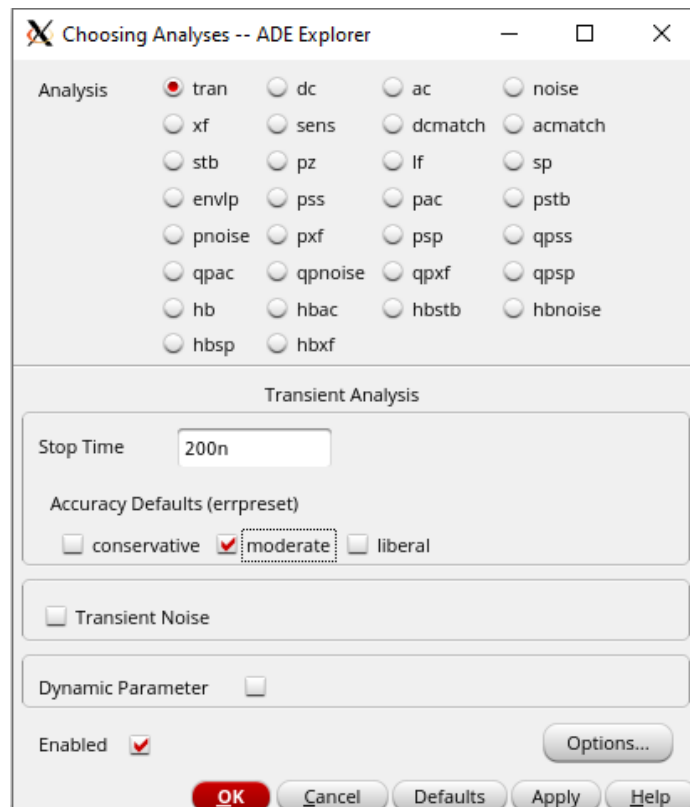 Choosing Analyses -- ADE Explorer
Analysis tran dc ac noise
xf sens dcmatch acmatch
stb pz lf sp
envlp pss pac pstb
pnoise pxf psp qpss
qpac qpnoise qpxf qpsp
hb hbac hbstb hbnoise
hbsp hbxf
Transient Analysis
Stop Time 200n
Accuracy Defaults (errpreset)
conservative moderate liberal
Transient Noise
Dynamic Parameter
Enabled Options...
OK Cancel Defaults Apply Help